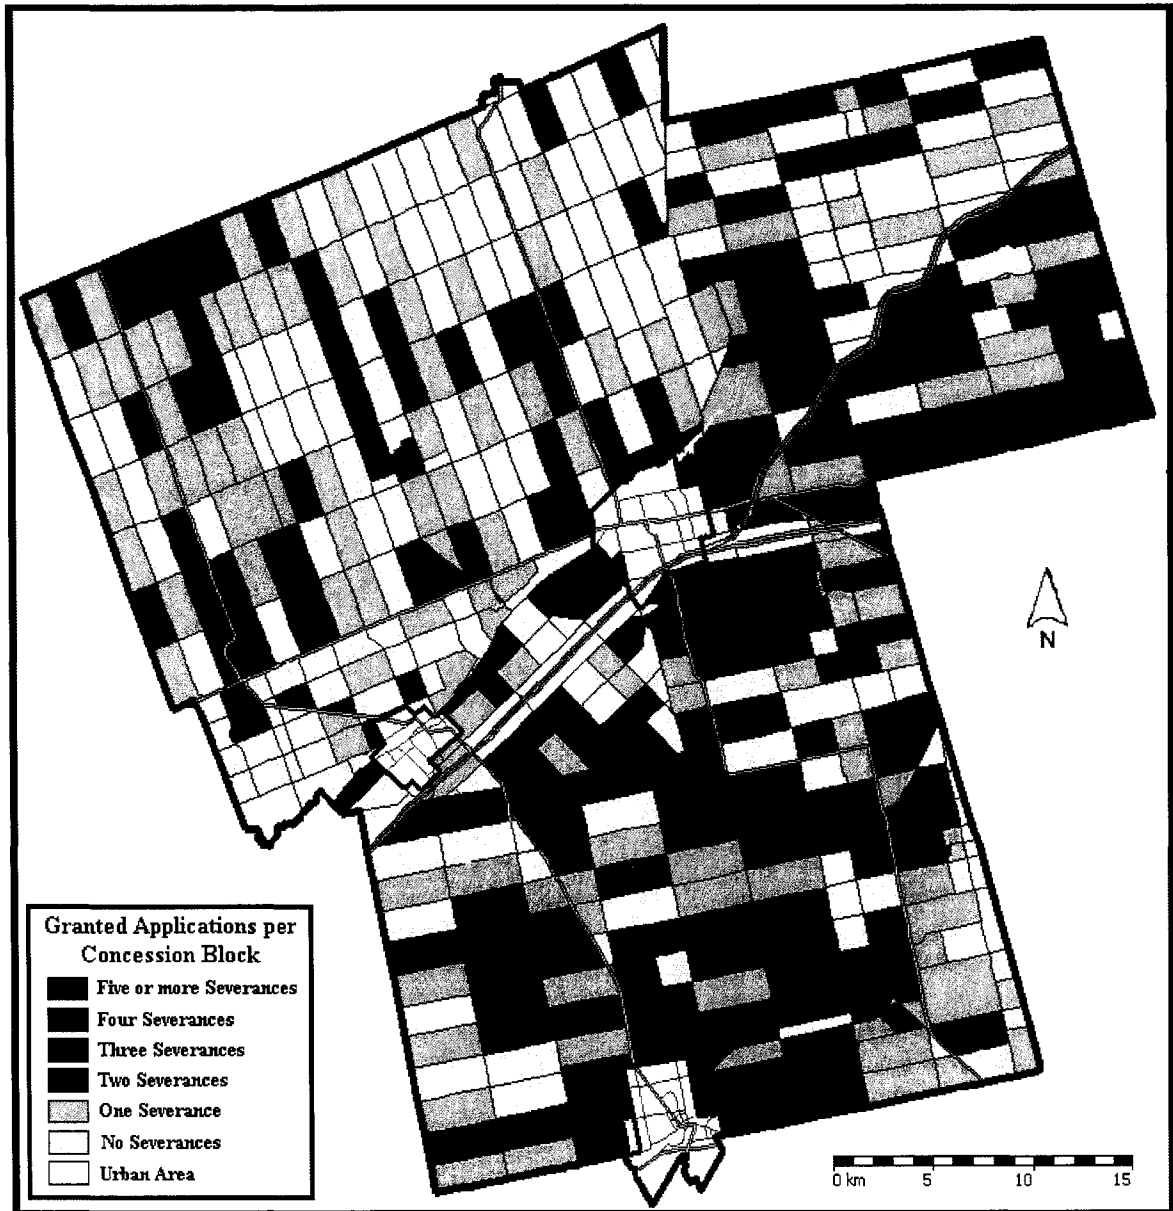 N
Granted Applications per
Concession Block
Five or more Severances
Four Severances
Three Severances
Two Severances
One Severance
No Severances
Urban Area
0 km 5 10 15